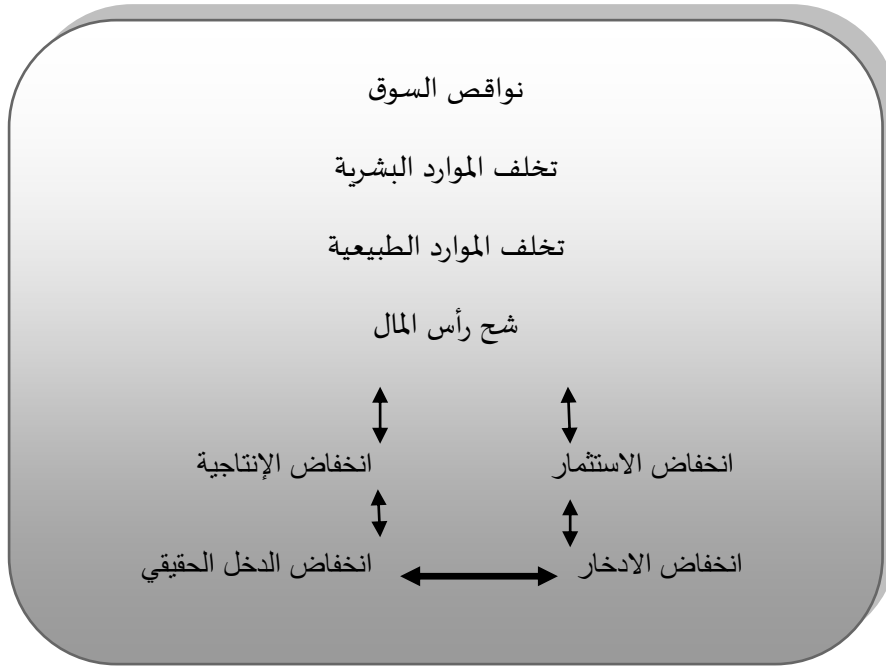 نواقص السوق
تخلف الموارد البشرية
تخلف الموارد الطبيعية
شح رأس المال
انخفاض الاستثمار
انخفاض الإنتاجية
انخفاض الادخار
انخفاض الدخل الحقيقي